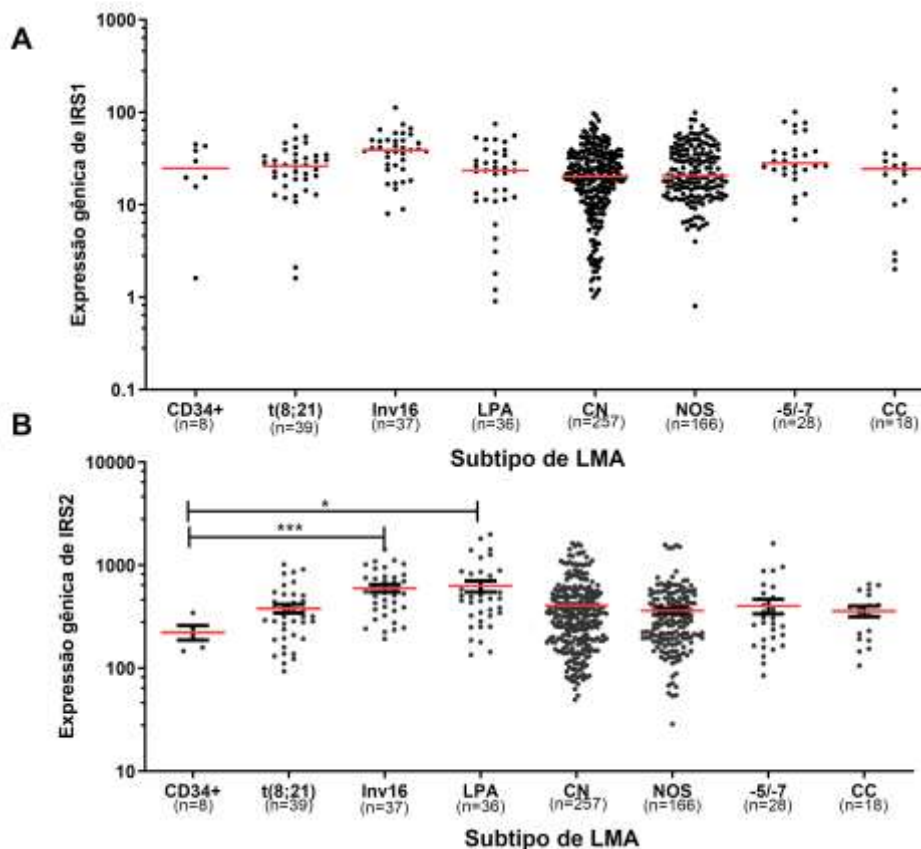 A
Expressão gênica de IRS1
1000
100
10
1
0.1
CD34+ t(8;21) Inv16 LPA CN NOS -5/-7 CC
(n=8) (n=39) (n=37) (n=36) (n=257) (n=166) (n=28) (n=18)
Subtipo de LMA
B
Expressão gênica de IRS2
10000
1000
100
10
*
***
CD34+ t(8;21) Inv16 LPA CN NOS -5/-7 CC
(n=8) (n=39) (n=37) (n=36) (n=257) (n=166) (n=28) (n=18)
Subtipo de LMA